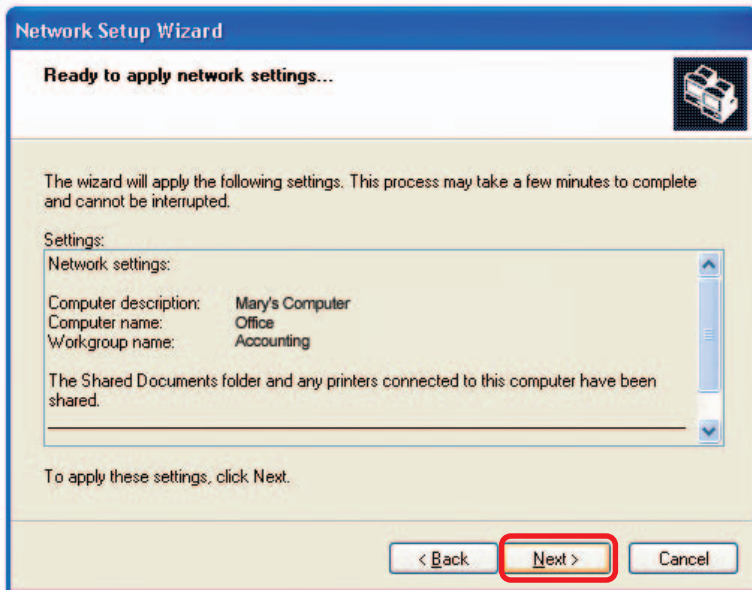 Network Setup Wizard
Ready to apply network settings...
The wizard will apply the following settings. This process may take a few minutes to complete
and cannot be interrupted.
Settings:
Network settings:
Computer description: Mary's Computer
Computer name: Office
Workgroup name: Accounting
The Shared Documents folder and any printers connected to this computer have been
shared.
To apply these settings, click Next.
< Back Next > Cancel